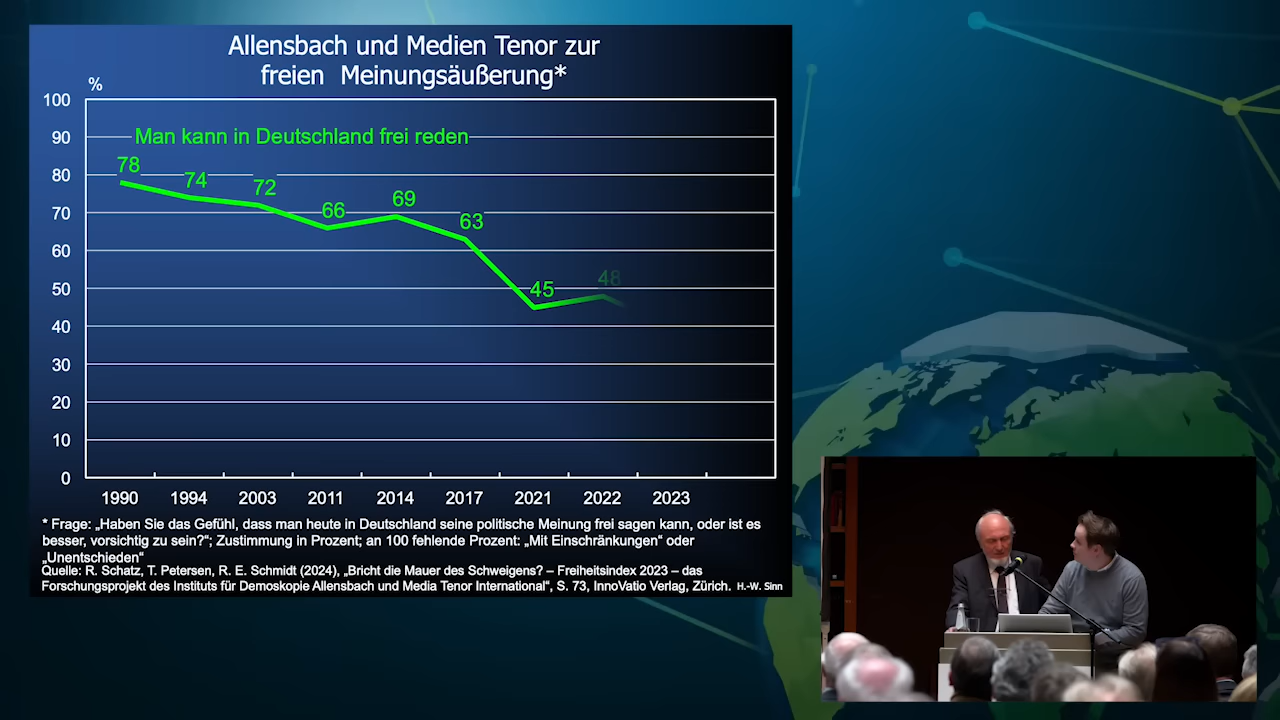 Allensbach und Medien Tenor zur
freien Meinungsäußerung*
%
100
90
80
70
60
50
40
30
20
10
0
Man kann in Deutschland frei reden
78
74
72
66
69
63
45
48
1990 1994 2003 2011 2014 2017 2021 2022 2023
* Frage: „Haben Sie das Gefühl, dass man heute in Deutschland seine politische Meinung frei sagen kann, oder ist es
besser, vorsichtig zu sein?“; Zustimmung in Prozent; an 100 fehlende Prozent: „Mit Einschränkungen“ oder
„Unentschieden“
Quelle: R. Schatz, T. Petersen, R. E. Schmidt (2024), „Bricht die Mauer des Schweigens? – Freiheitsindex 2023 – das
Forschungsprojekt des Instituts für Demoskopie Allensbach und Media Tenor International“, S. 73, InnoVatio Verlag, Zürich. H.-W. Sinn